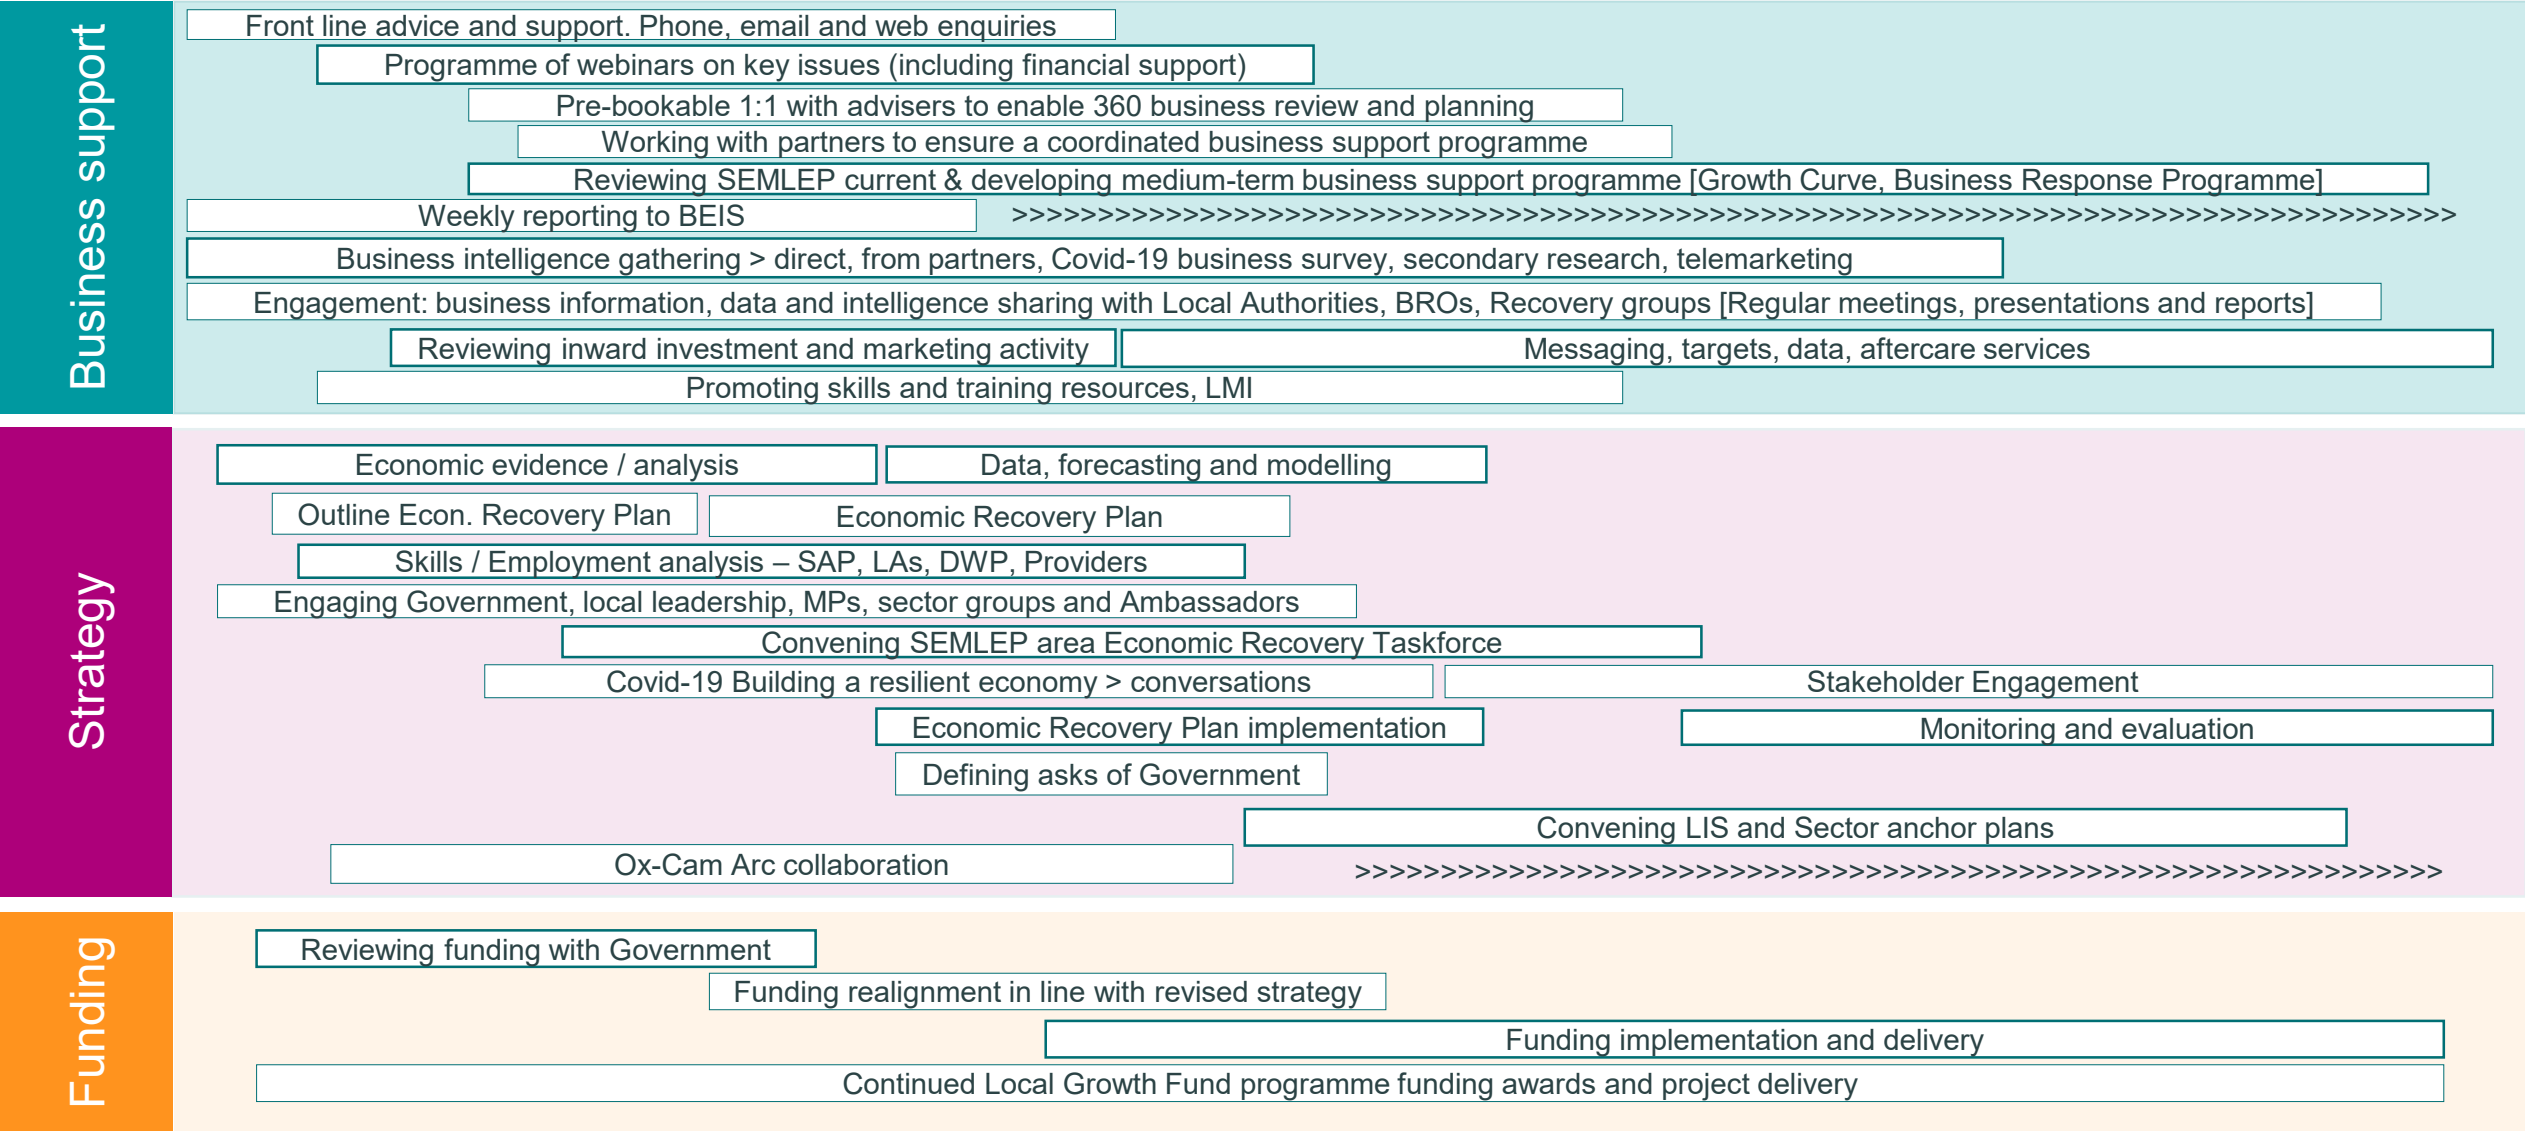 Business support
Front line advice and support. Phone, email and web enquiries
Programme of webinars on key issues (including financial support)
Pre-bookable 1:1 with advisers to enable 360 business review and planning
Working with partners to ensure a coordinated business support programme
Reviewing SEMLEP current & developing medium-term business support programme [Growth Curve, Business Response Programme]
Weekly reporting to BEIS >>>>>>>>>>>>>>>>>>>>>>>>>>>>>>>>>>>>>>>>>>>>>>>>>>>>>>>>>>>>>>>>>>>>>>>>>>>>>>>>>>>>
Business intelligence gathering > direct, from partners, Covid-19 business survey, secondary research, telemarketing
Engagement: business information, data and intelligence sharing with Local Authorities, BROs, Recovery groups [Regular meetings, presentations and reports]
Reviewing inward investment and marketing activity
Messaging, targets, data, aftercare services
Promoting skills and training resources, LMI
Strategy
Economic evidence / analysis
Data, forecasting and modelling
Outline Econ. Recovery Plan
Economic Recovery Plan
Skills / Employment analysis – SAP, LAs, DWP, Providers
Engaging Government, local leadership, MPs, sector groups and Ambassadors
Convening SEMLEP area Economic Recovery Taskforce
Covid-19 Building a resilient economy > conversations
Stakeholder Engagement
Economic Recovery Plan implementation
Monitoring and evaluation
Defining asks of Government
Convening LIS and Sector anchor plans
Ox-Cam Arc collaboration >>>>>>>>>>>>>>>>>>>>>>>>>>>>>>>>>>>>>>>>>>>>>>>>>>>>>>>>>>>>>>>>
Funding
Reviewing funding with Government
Funding realignment in line with revised strategy
Funding implementation and delivery
Continued Local Growth Fund programme funding awards and project delivery